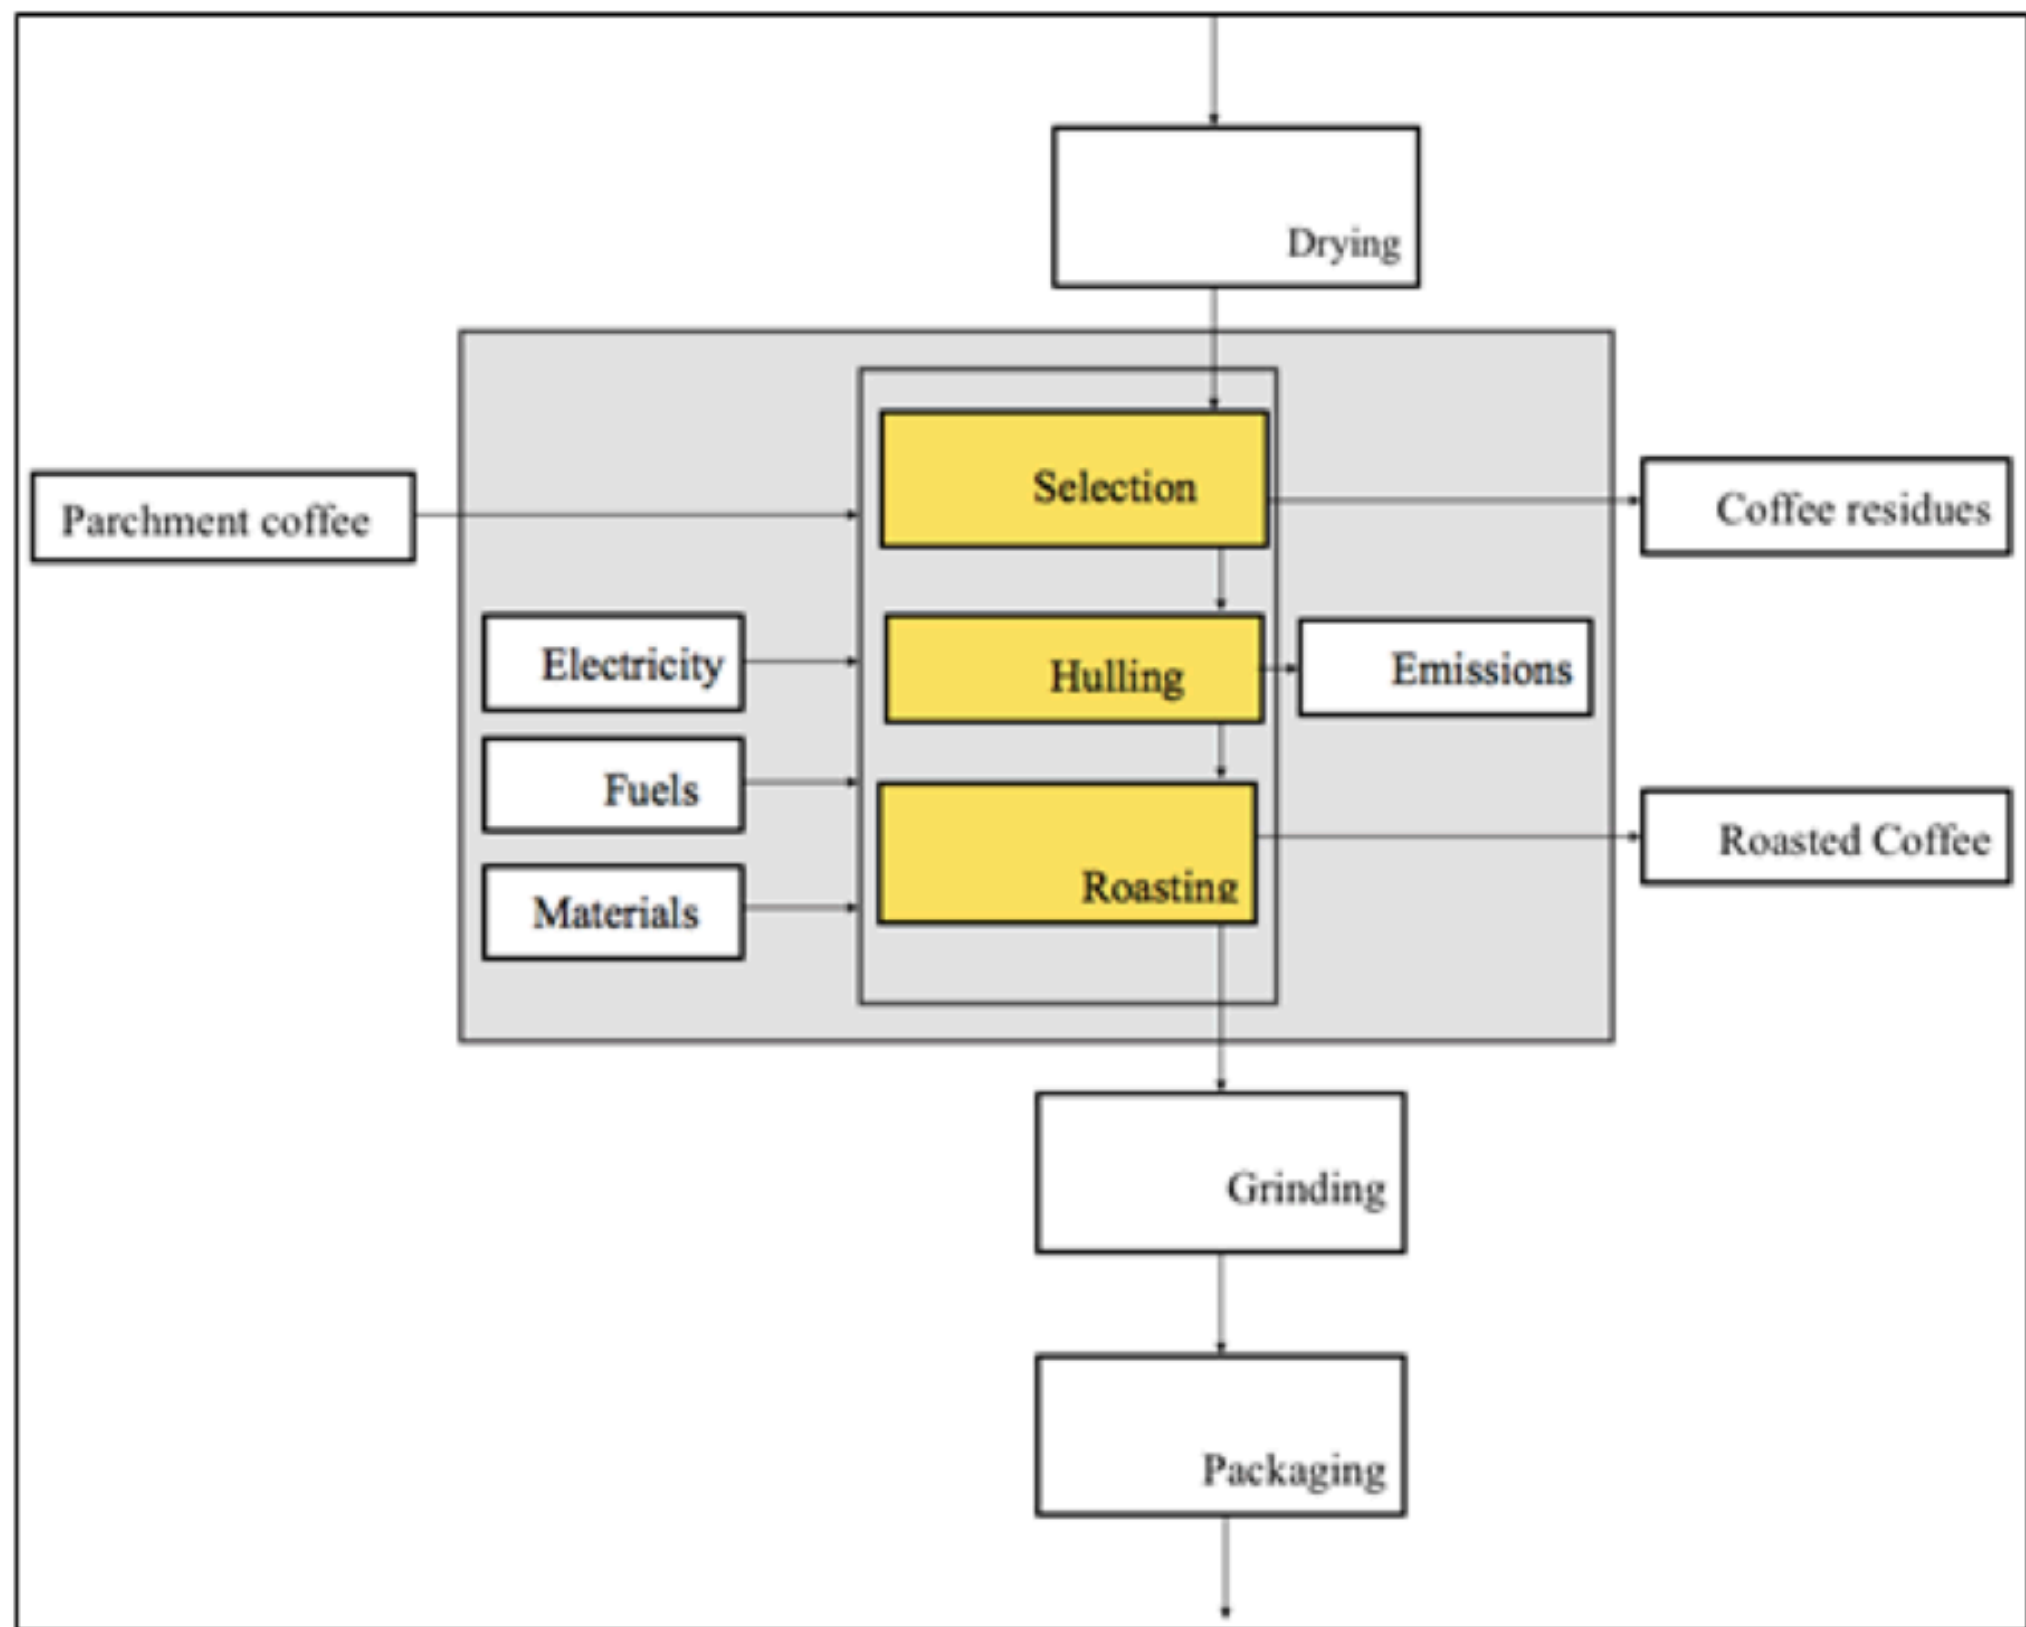 Drying
Selection
Parchment coffee
Coffee residues
Electricity
Hulling
Emissions
Fuels
Roasting
Roasted Coffee
Materials
Grinding
Packaging